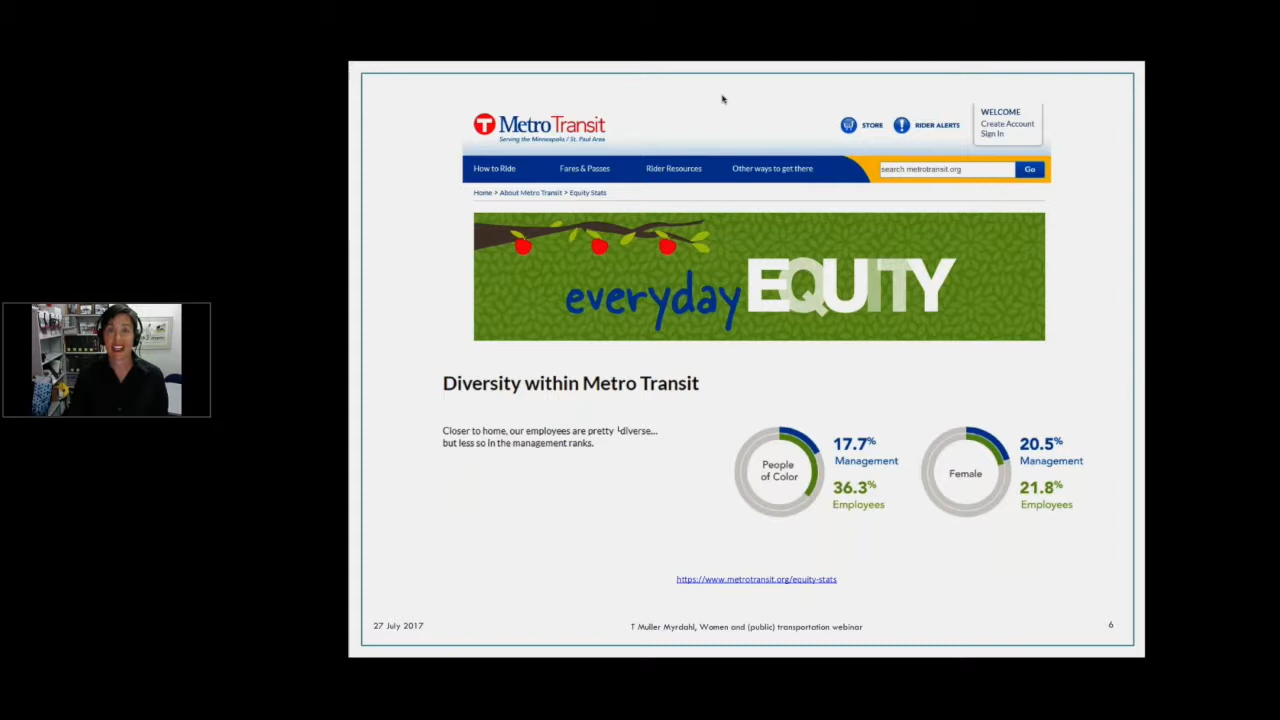 MetroTransit
Serving the Minneapolis / St. Paul Area
STORE
RIDER ALERTS
WELCOME
Create Account
Sign In
How to Ride
Fares & Passes
Rider Resources
Other ways to get there
search metrotransit.org
Go
Home > About Metro Transit > Equity Stats
everyday EQUITY
Diversity within Metro Transit
Closer to home, our employees are pretty └diverse...
but less so in the management ranks.
People
of Color
17.7%
Management
36.3%
Employees
Female
20.5%
Management
21.8%
Employees
https://www.metrotransit.org/equity-stats
27 July 2017
T Muller Myrdahl, Women and (public) transportation webinar
6